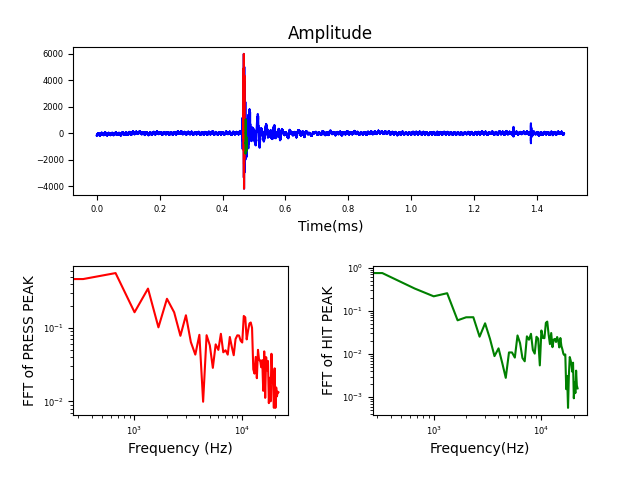 Amplitude
6000
4000
2000
0
−2000
−4000
0.0 0.2 0.4 0.6 0.8 1.0 1.2 1.4
Time(ms)
FFT of PRESS PEAK
10⁻¹
10⁻²
10³ 10⁴
Frequency (Hz)
FFT of HIT PEAK
10⁰
10⁻¹
10⁻²
10⁻³
10³ 10⁴
Frequency(Hz)